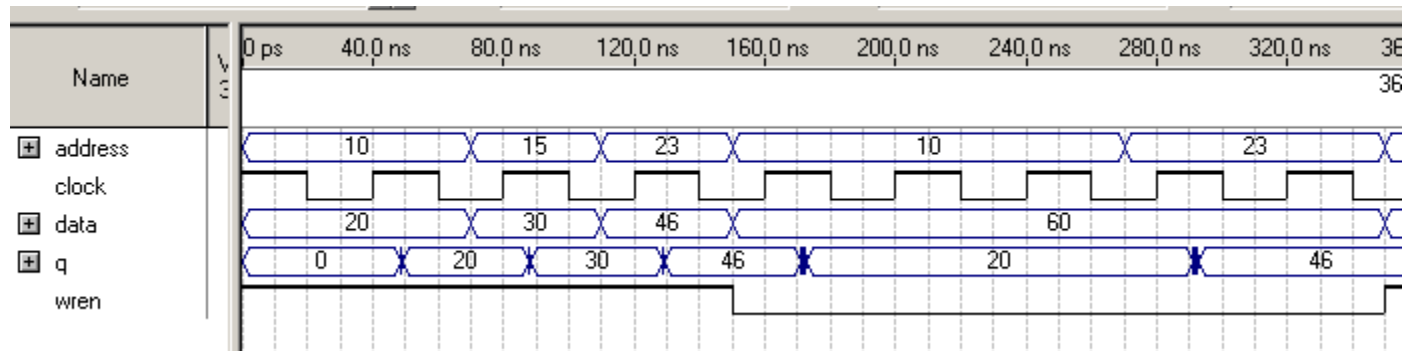 0 ps 40.0 ns 80.0 ns 120.0 ns 160.0 ns 200.0 ns 240.0 ns 280.0 ns 320.0 ns 36
Name
36
address 10 15 23 10 23
clock
data 20 30 46 60
q 0 20 30 46 20 46
wren